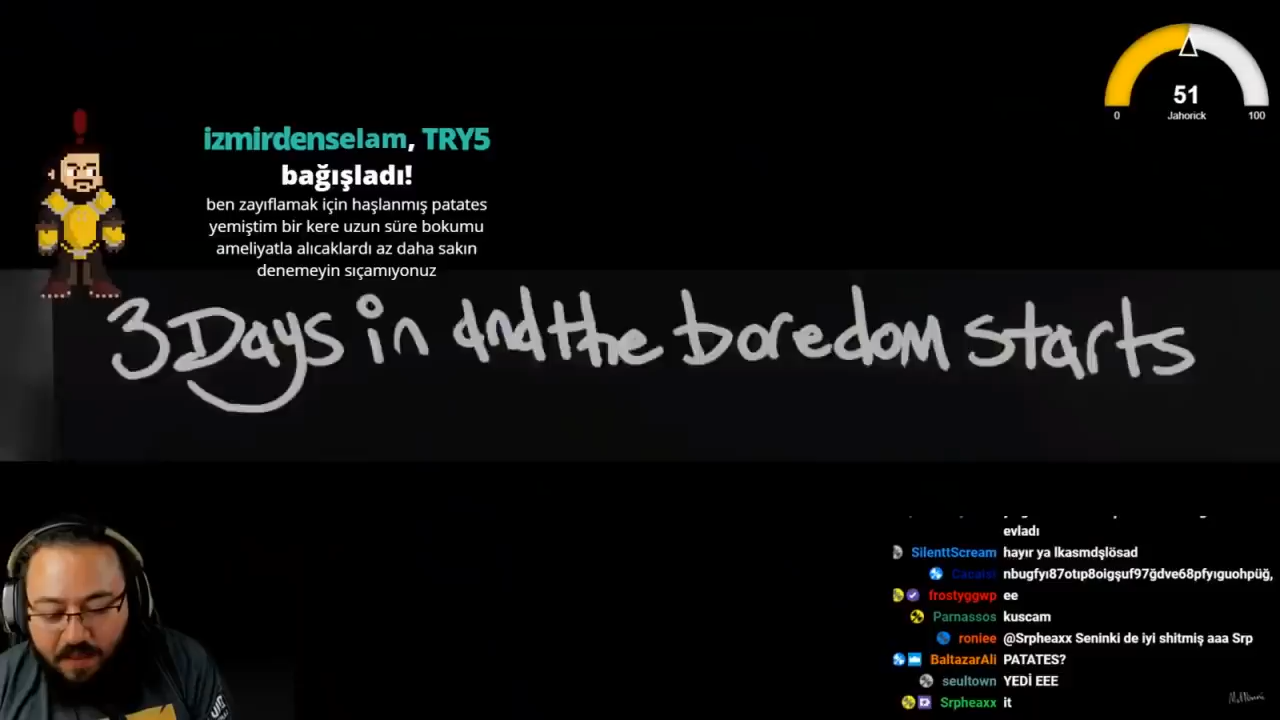 51
0 Jahorick 100
izmirdenselam, TRY5
bağışladı!
ben zayıflamak için haşlanmış patates
yemiştim bir kere uzun süre bokumu
ameliyatla alıcaklardı az daha sakın
denemeyin sıçamıyonuz
3 Days in and the boredom starts
evladı
SilenttScream hayır ya lkasmdşlösad
nbugfyı87otıp8oigşuf97ğdve68pfyıguohpüğ,
frostyggwp ee
Parnassos kuscam
roniee @Srpheaxx Seninki de iyi shitmiş aaa Srp
BaltazarAli PATATES?
seultown YEDİ EEE
Srpheaxx it